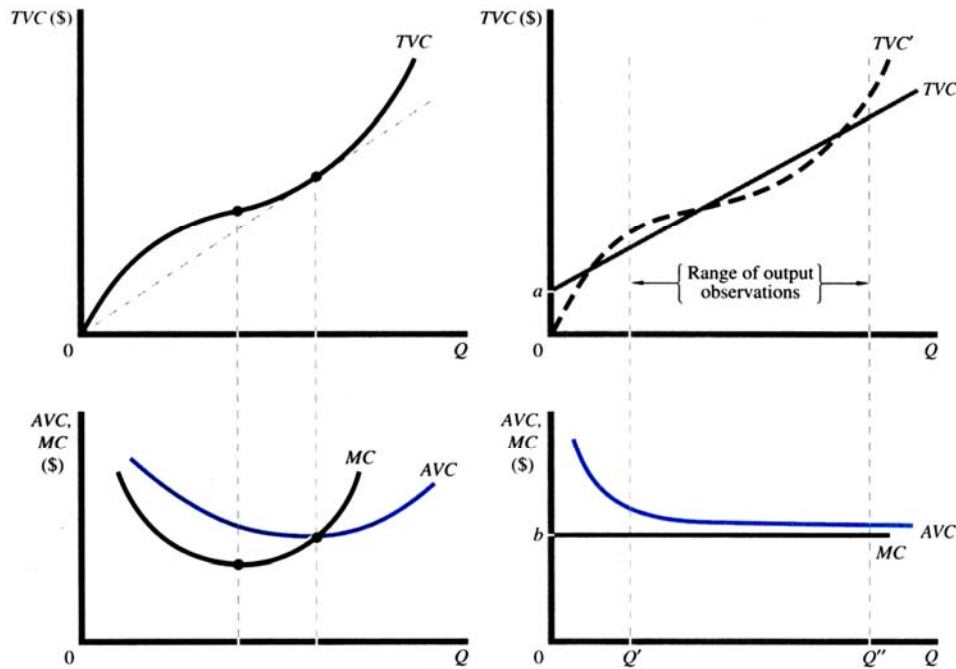 TVC ($)
TVC
0
Q
TVC ($)
TVC'
TVC
a
Range of output
observations
0
Q
AVC,
MC
($)
MC
AVC
0
Q
AVC,
MC
($)
b
AVC
MC
0
Q'
Q"
Q